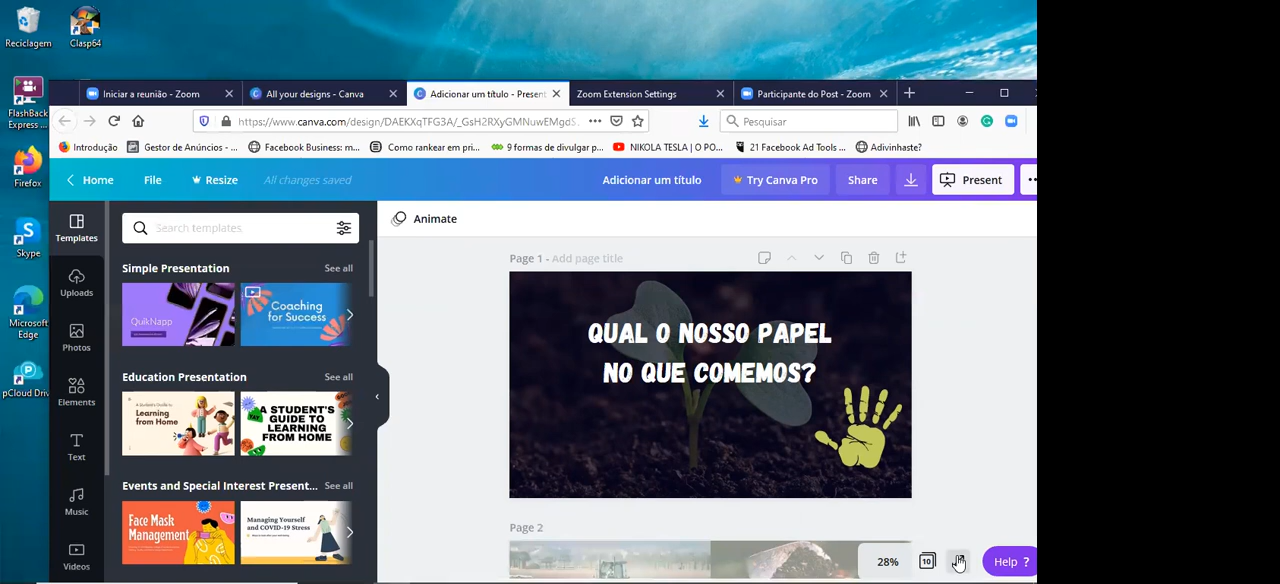 Reciclagem
Clasp64
FlashBack
Express ...
Firefox
Skype
Microsoft
Edge
pCloud Driv
Iniciar a reunião - Zoom
All your designs - Canva
Adicionar um título - Present
Zoom Extension Settings
Participante do Post - Zoom
https://www.canva.com/design/DAEKXqTFG3A/_GsH2RXyGMNuwEMgdS
Pesquisar
Introdução
Gestor de Anúncios - ...
Facebook Business: m...
Como rankear em pri...
9 formas de divulgar p...
NIKOLA TESLA | O PO...
21 Facebook Ad Tools ...
Adivinhaste?
Home
File
Resize
All changes saved
Adicionar um título
Try Canva Pro
Share
Present
Templates
Uploads
Photos
Elements
Text
Music
Videos
Search templates
Simple Presentation
See all
QuikNapp
Coaching
for Success
Education Presentation
See all
Learning
from Home
A STUDENT'S
GUIDE TO
LEARNING
FROM HOME
Events and Special Interest Present...
See all
Face Mask
Management
Managing Yourself
and COVID-19 Stress
Animate
Page 1 - Add page title
QUAL O NOSSO PAPEL
NO QUE COMEMOS?
Page 2
28%
10
Help ?